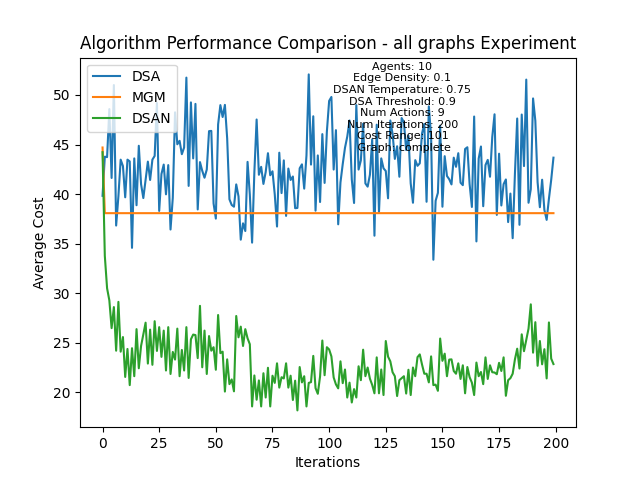 Algorithm Performance Comparison - all graphs Experiment
DSA
MGM
DSAN
Agents: 10
Edge Density: 0.1
DSAN Temperature: 0.75
DSA Threshold: 0.9
Num Actions: 9
Num Iterations: 200
Cost Range: 101
Graph: complete
Average Cost
50
45
40
35
30
25
20
0 25 50 75 100 125 150 175 200
Iterations